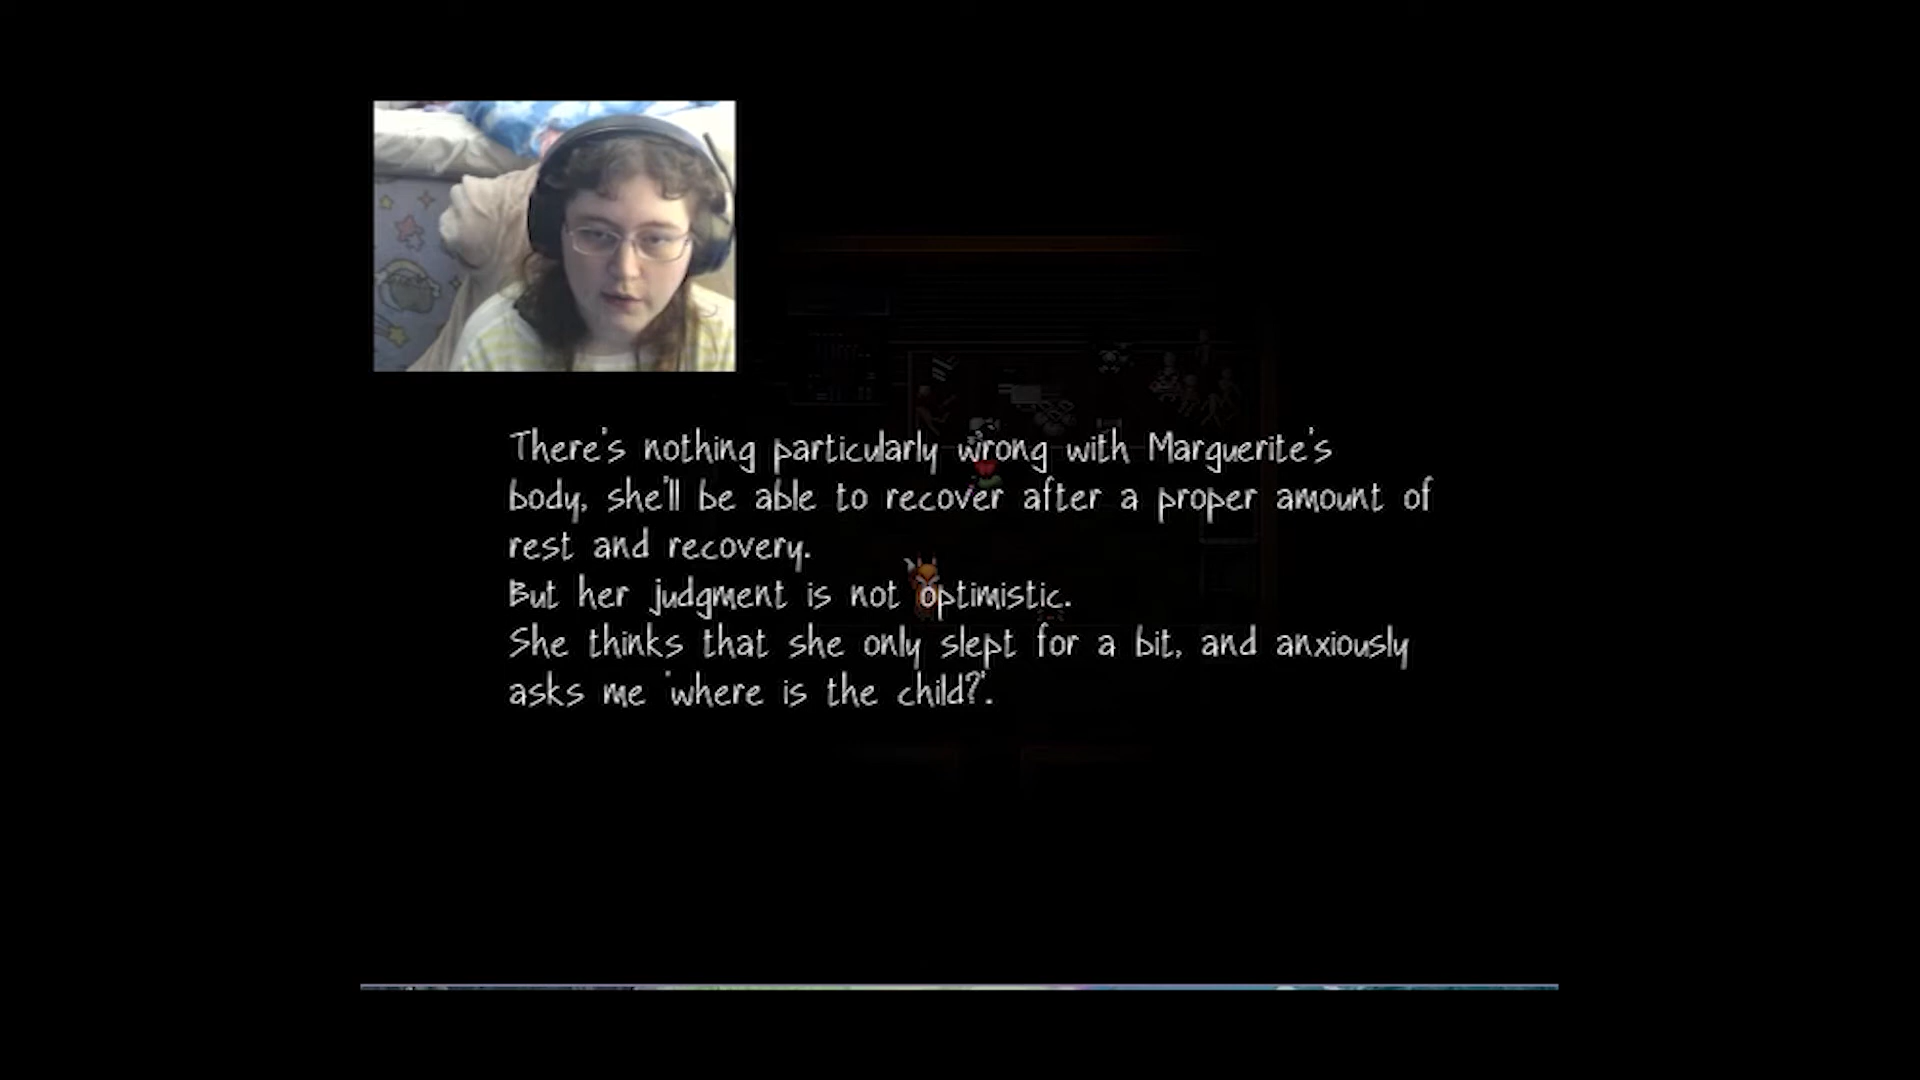 There's nothing particularly wrong with Marguerite's
body, she'll be able to recover after a proper amount of
rest and recovery.
But her judgment is not optimistic.
She thinks that she only slept for a bit, and anxiously
asks me 'where is the child?'.